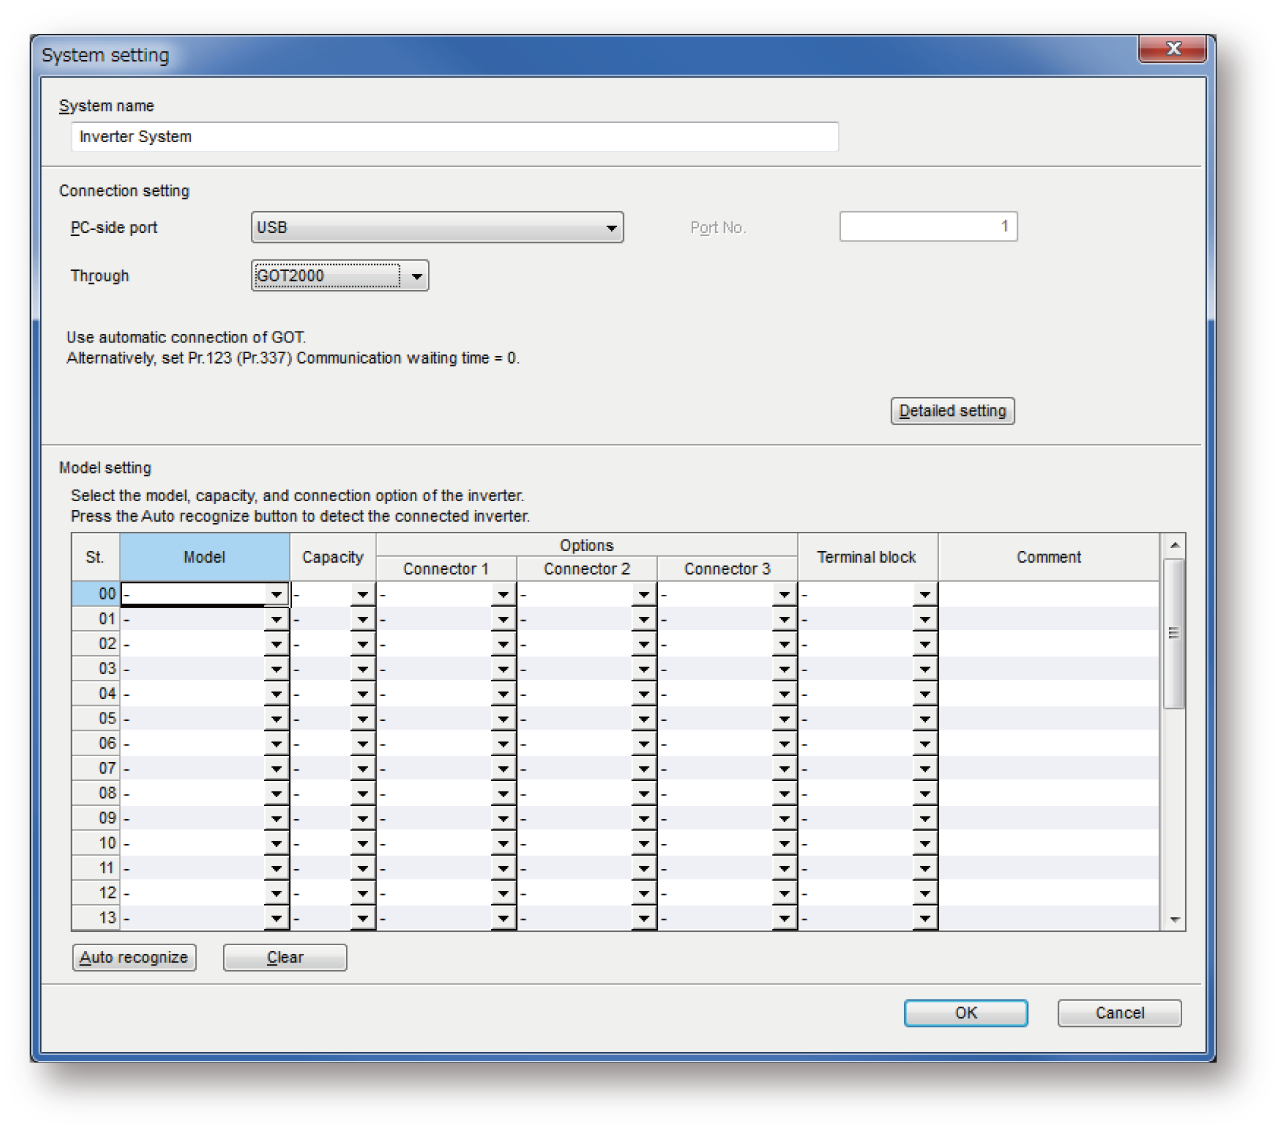 System setting
System name
Inverter System
Connection setting
PC-side port USB Port No. 1
Through GOT2000
Use automatic connection of GOT.
Alternatively, set Pr.123 (Pr.337) Communication waiting time = 0.
Detailed setting
Model setting
Select the model, capacity, and connection option of the inverter.
Press the Auto recognize button to detect the connected inverter.
St. Model Capacity Options Terminal block Comment
Connector 1 Connector 2 Connector 3
00 - - - - - -
01 - - - - - -
02 - - - - - -
03 - - - - - -
04 - - - - - -
05 - - - - - -
06 - - - - - -
07 - - - - - -
08 - - - - - -
09 - - - - - -
10 - - - - - -
11 - - - - - -
12 - - - - - -
13 - - - - - -
Auto recognize Clear
OK Cancel